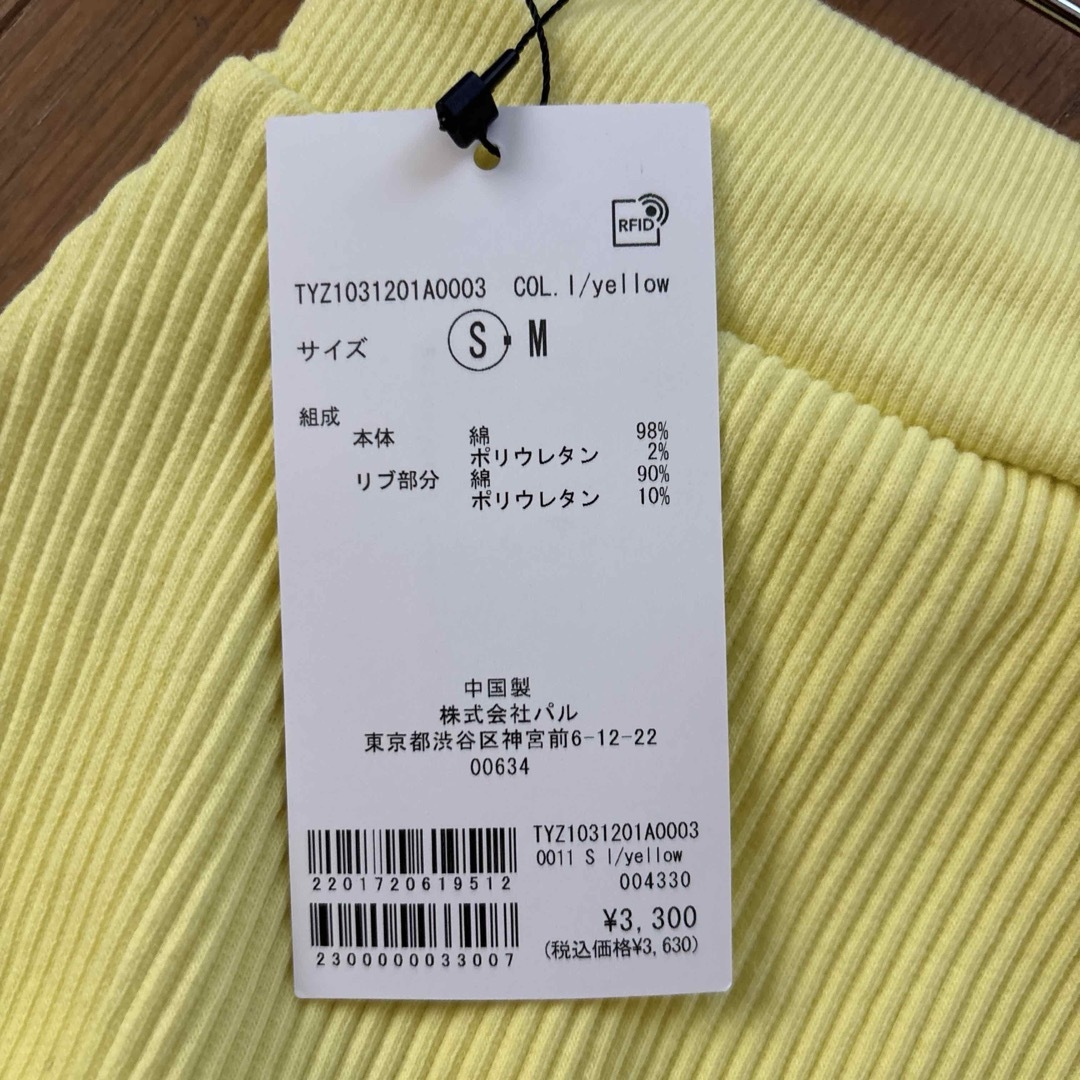 RFID
TYZ1031201A0003 COL.l/yellow
サイズ S・M
組成
本体 綿 98%
ポリウレタン 2%
リブ部分 綿 90%
ポリウレタン 10%
中国製
株式会社パル
東京都渋谷区神宮前6-12-22
00634
TYZ1031201A0003
0011 S l/yellow
2201720619512 004330
¥3,300
2300000033007 (税込価格¥3,630)